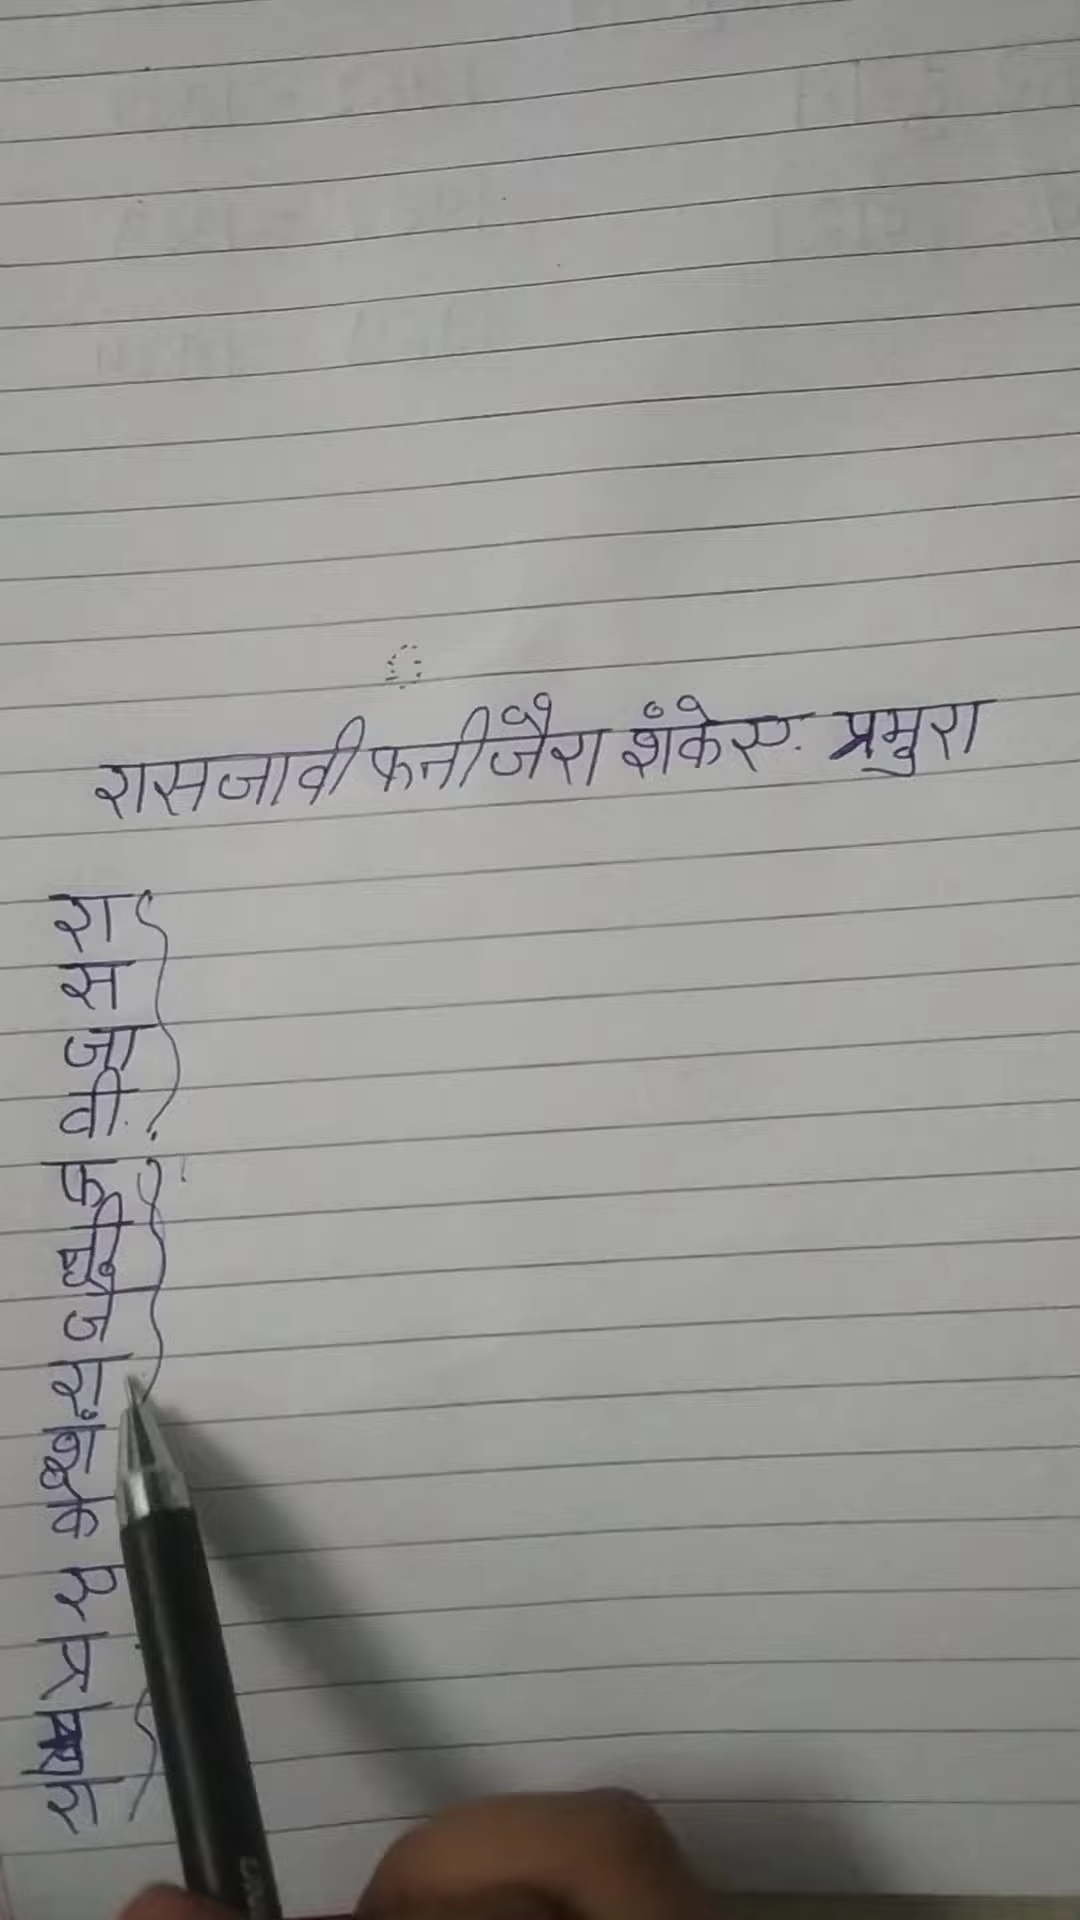 रासजावी फनीजैरा शंकेस्ए प्रमुरा
रा
स
जा
वी
फ
नी
जै
रा
शं
के
ए